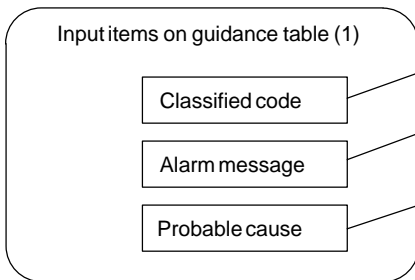 Input items on guidance table (1)
Classified code
Alarm message
Probable cause